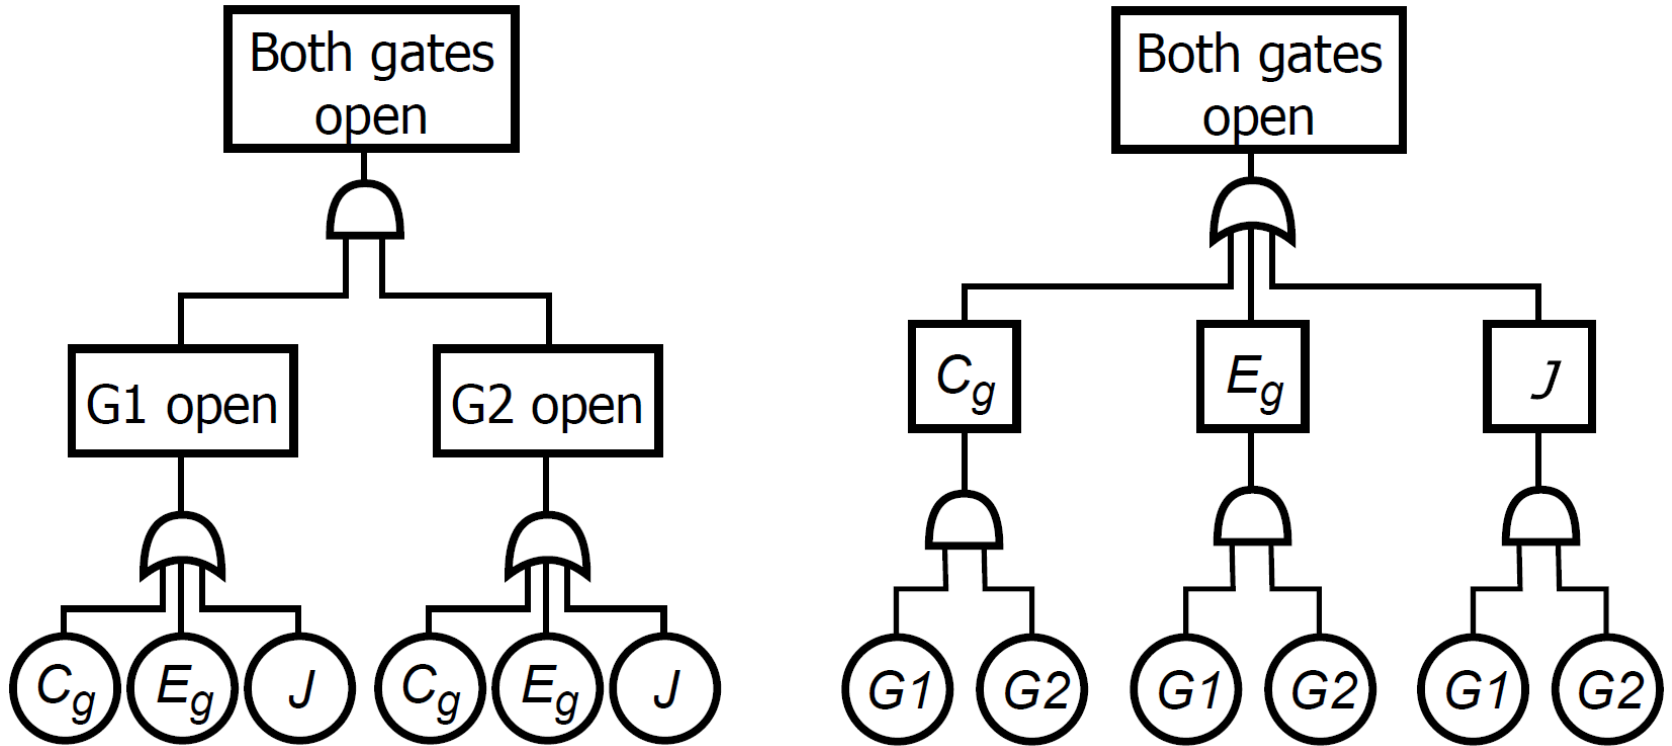 Both gates
open
G1 open
G2 open
Cg
Eg
J
Cg
Eg
J
Both gates
open
Cg
Eg
J
G1
G2
G1
G2
G1
G2